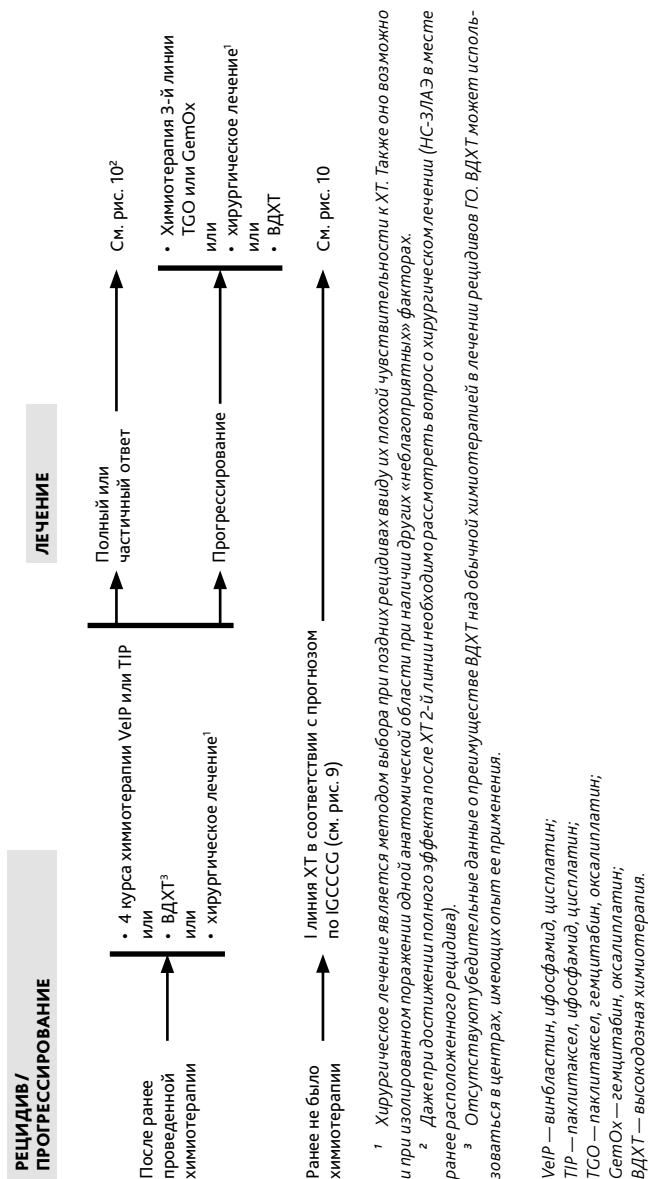 РЕЦИДИВ/
ПРОГРЕССИРОВАНИЕ
ЛЕЧЕНИЕ
После ранее
проведенной
химиотерапии
• 4 курса химиотерапии VeIP или TIP
или
• ВДХТ³
или
• хирургическое лечение¹
Полный или
частичный ответ
См. рис. 10²
Прогрессирование
• Химиотерапия 3-й линии
TGO или GemOx
или
• хирургическое лечение¹
или
• ВДХТ
Ранее не было
химиотерапии
I линия ХТ в соответствии с прогнозом
по IGCCCG (см. рис. 9)
См. рис. 10
¹ Хирургическое лечение является методом выбора при поздних рецидивах ввиду их плохой чувствительности к ХТ. Также оно возможно
и при изолированном поражении одной анатомической области при наличии других «неблагоприятных» факторах.
² Даже при достижении полного эффекта после ХТ 2-й линии необходимо рассмотреть вопрос о хирургическом лечении (НС-ЗЛАЭ в месте
ранее расположенного рецидива).
³ Отсутствуют убедительные данные о преимуществе ВДХТ над обычной химиотерапией в лечении рецидивов ГО. ВДХТ может исполь-
зоваться в центрах, имеющих опыт ее применения.
VeIP — винбластин, ифосфамид, цисплатин;
TIP — паклитаксел, ифосфамид, цисплатин;
TGO — паклитаксел, гемцитабин, оксалиплатин;
GemOx — гемцитабин, оксалиплатин;
ВДХТ — высокодозная химиотерапия.